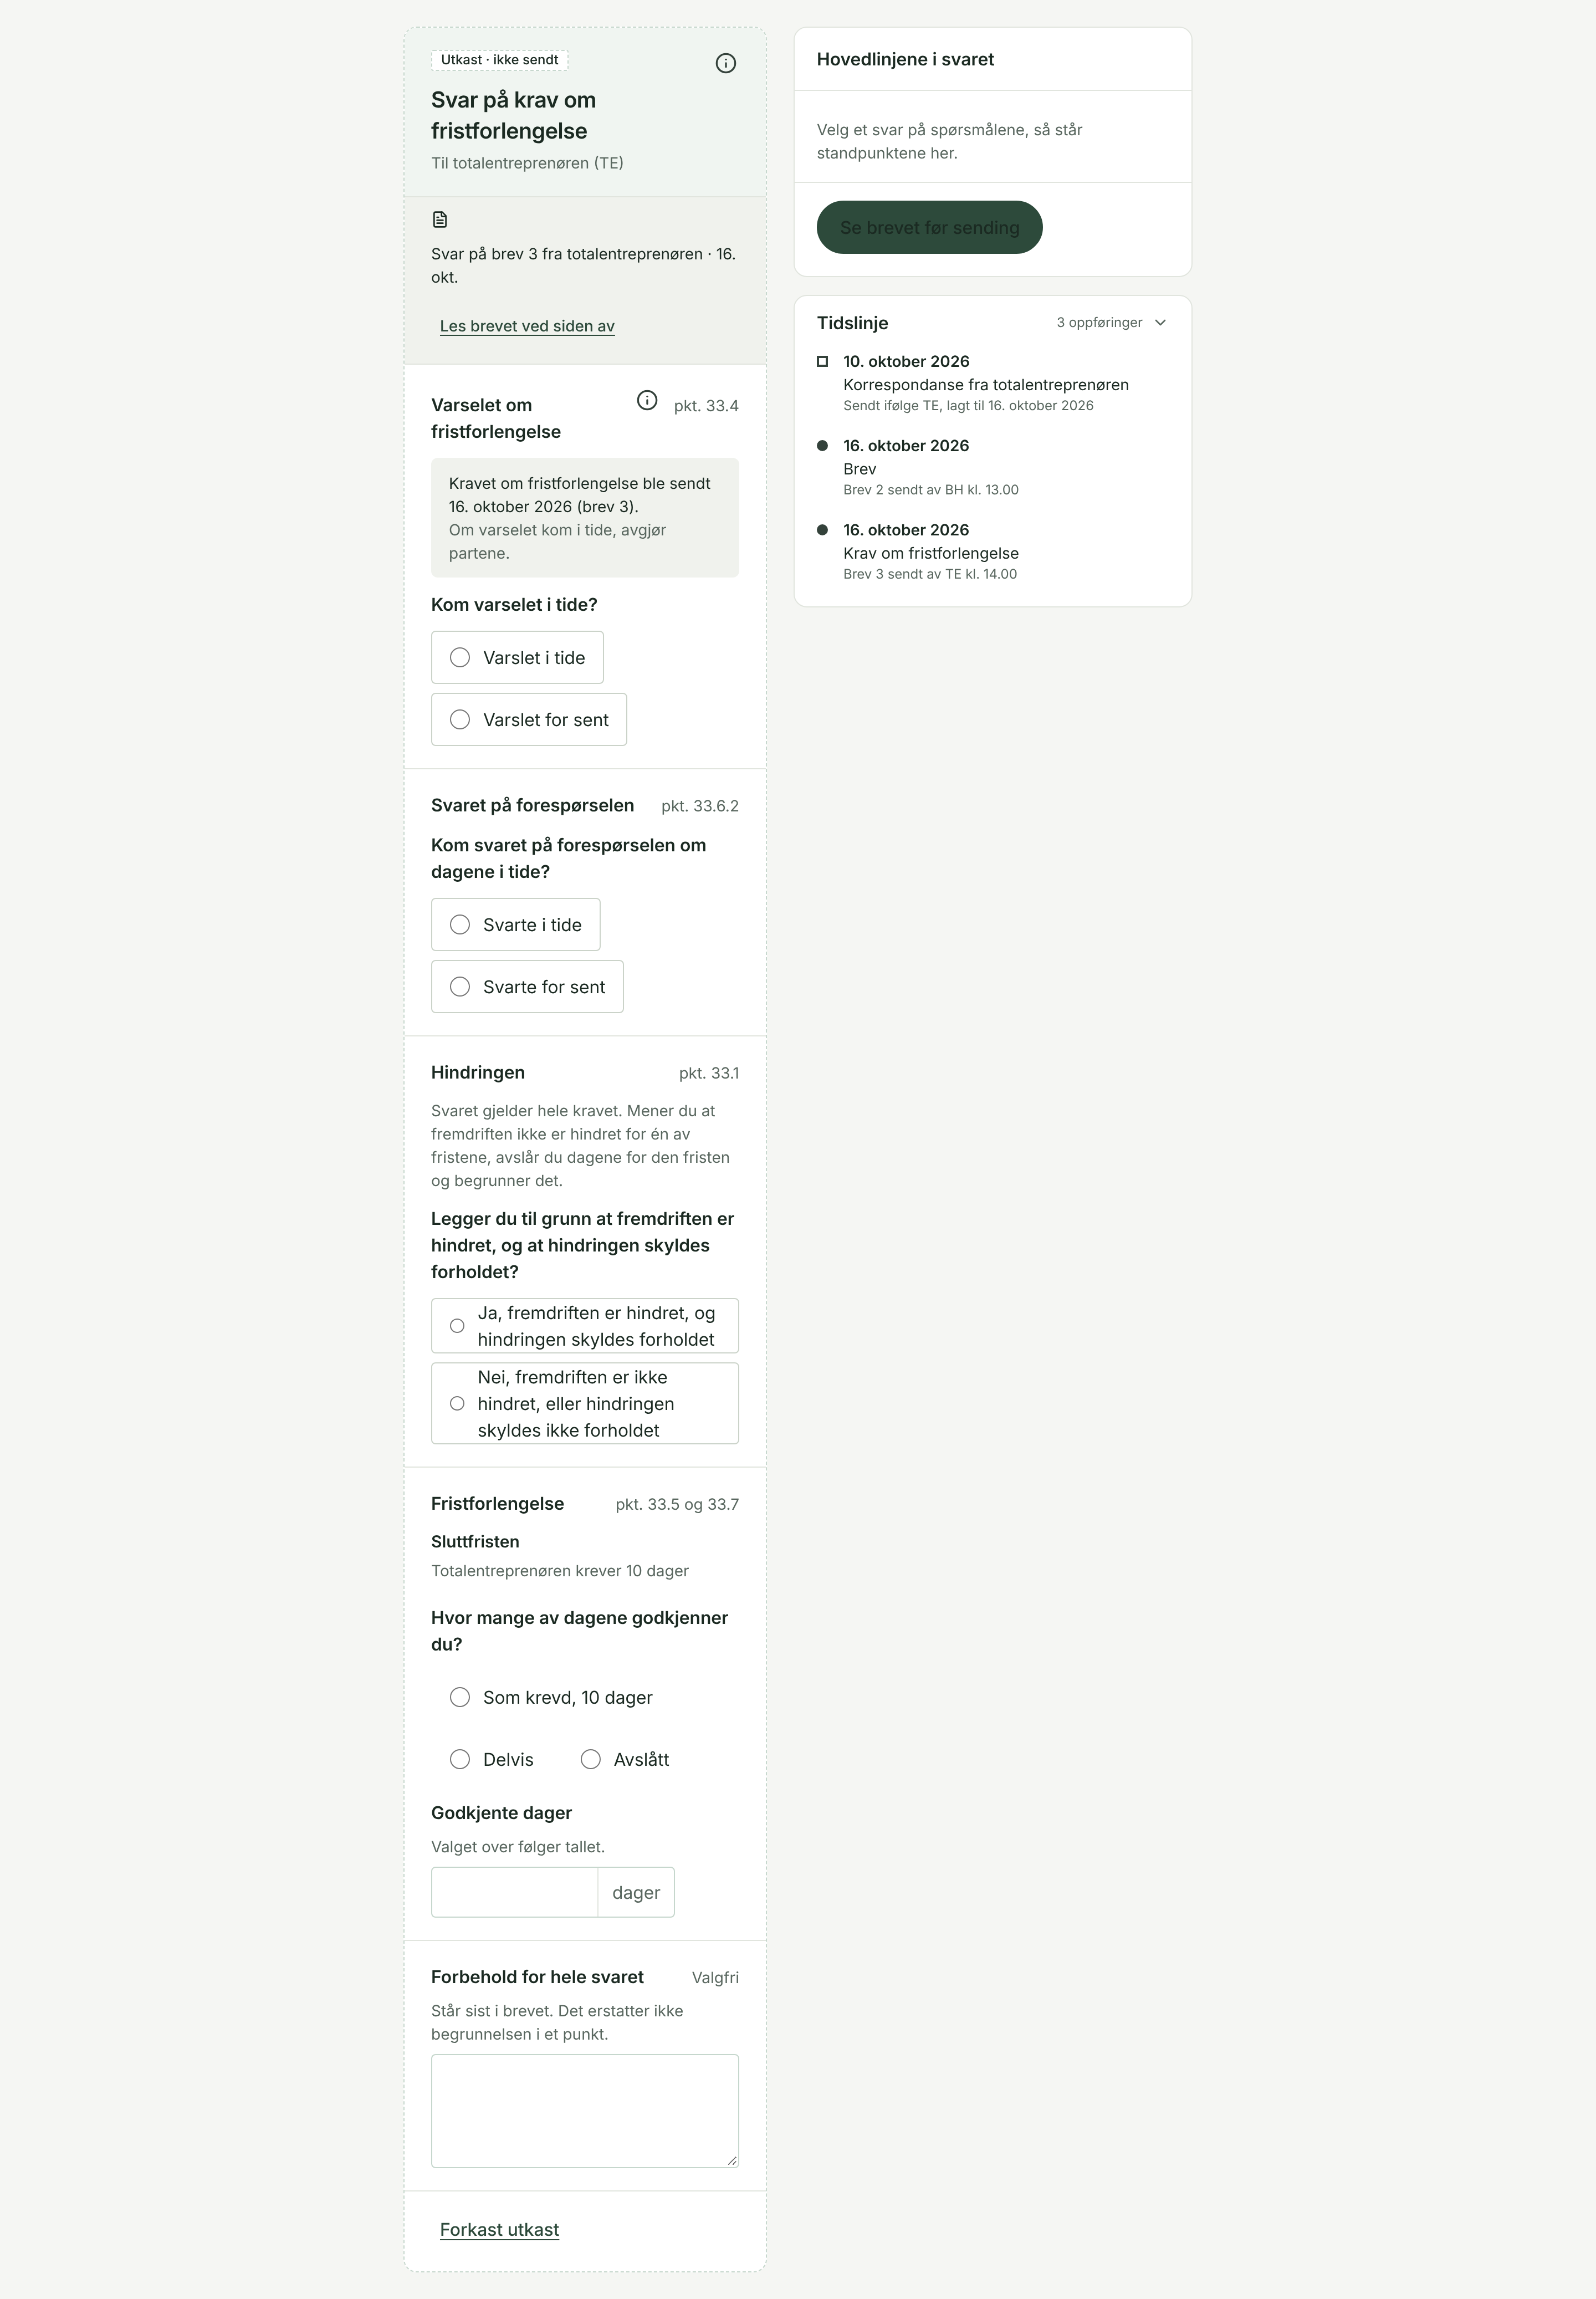 Utkast · ikke sendt
Svar på krav om
fristforlengelse
Til totalentreprenøren (TE)
Svar på brev 3 fra totalentreprenøren · 16.
okt.
Les brevet ved siden av
Varselet om
fristforlengelse
pkt. 33.4
Kravet om fristforlengelse ble sendt
16. oktober 2026 (brev 3).
Om varselet kom i tide, avgjør
partene.
Kom varselet i tide?
Varslet i tide
Varslet for sent
Svaret på forespørselen
pkt. 33.6.2
Kom svaret på forespørselen om
dagene i tide?
Svarte i tide
Svarte for sent
Hindringen
pkt. 33.1
Svaret gjelder hele kravet. Mener du at
fremdriften ikke er hindret for én av
fristene, avslår du dagene for den fristen
og begrunner det.
Legger du til grunn at fremdriften er
hindret, og at hindringen skyldes
forholdet?
Ja, fremdriften er hindret, og
hindringen skyldes forholdet
Nei, fremdriften er ikke
hindret, eller hindringen
skyldes ikke forholdet
Fristforlengelse
pkt. 33.5 og 33.7
Sluttfristen
Totalentreprenøren krever 10 dager
Hvor mange av dagene godkjenner
du?
Som krevd, 10 dager
Delvis
Avslått
Godkjente dager
Valget over følger tallet.
dager
Forbehold for hele svaret
Valgfri
Står sist i brevet. Det erstatter ikke
begrunnelsen i et punkt.
Forkast utkast
Hovedlinjene i svaret
Velg et svar på spørsmålene, så står
standpunktene her.
Se brevet før sending
Tidslinje
3 oppføringer
10. oktober 2026
Korrespondanse fra totalentreprenøren
Sendt ifølge TE, lagt til 16. oktober 2026
16. oktober 2026
Brev
Brev 2 sendt av BH kl. 13.00
16. oktober 2026
Krav om fristforlengelse
Brev 3 sendt av TE kl. 14.00